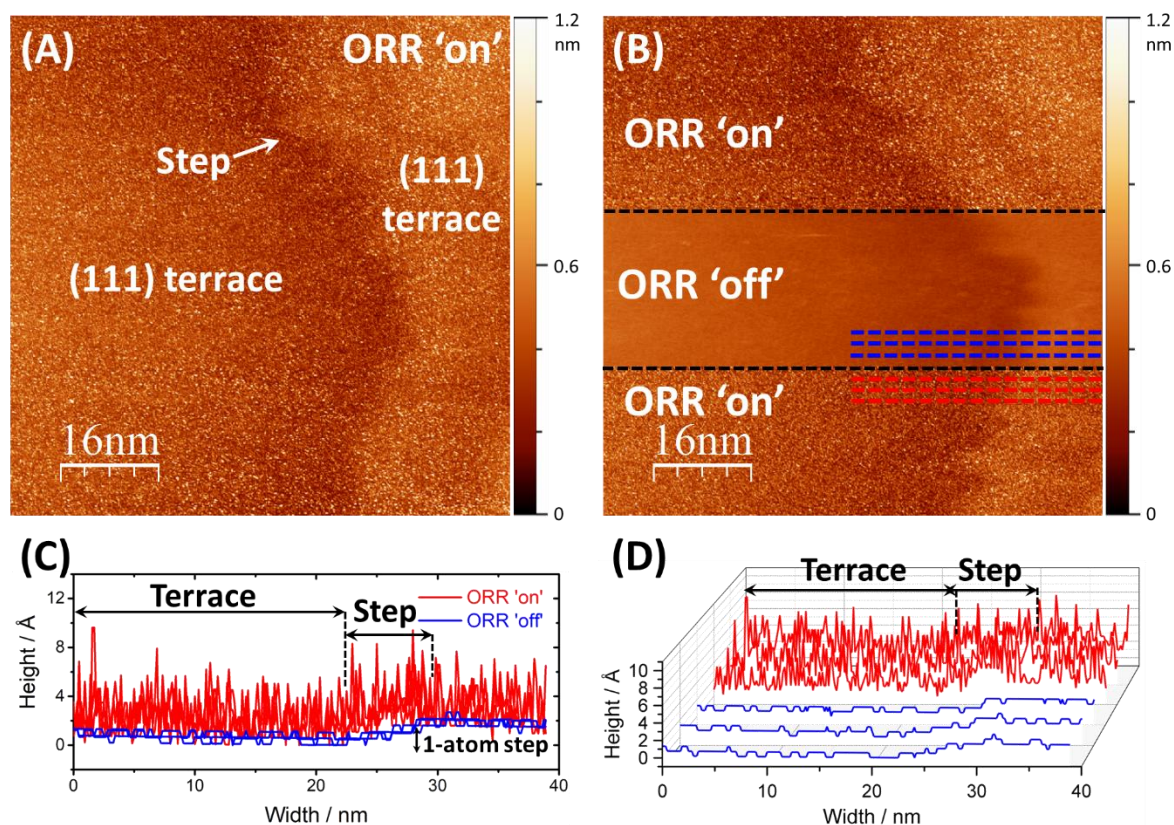 (A)
ORR 'on'
Step
(111)
terrace
(111) terrace
16nm
1.2
nm
0.6
0
(B)
ORR 'on'
ORR 'off'
ORR 'on'
16nm
1.2
nm
0.6
0
(C)
Terrace
Step
ORR 'on'
ORR 'off'
1-atom step
Height / Å
12
8
4
0
0
10
20
30
40
Width / nm
(D)
Terrace
Step
Height / Å
10
8
6
4
2
0
0
10
20
30
40
Width / nm